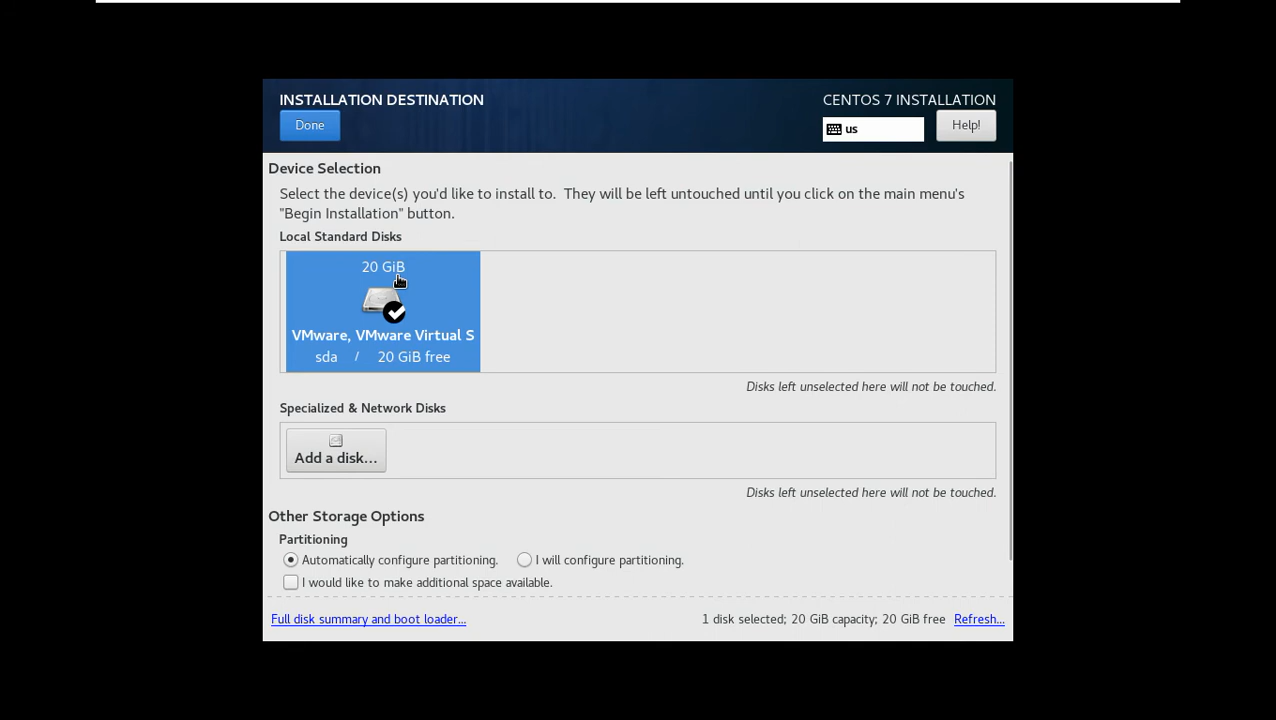 INSTALLATION DESTINATION
CENTOS 7 INSTALLATION
Done
us
Help!
Device Selection
Select the device(s) you'd like to install to. They will be left untouched until you click on the main menu's
"Begin Installation" button.
Local Standard Disks
20 GiB
VMware, VMware Virtual S
sda / 20 GiB free
Disks left unselected here will not be touched.
Specialized & Network Disks
Add a disk...
Disks left unselected here will not be touched.
Other Storage Options
Partitioning
Automatically configure partitioning. I will configure partitioning.
I would like to make additional space available.
Full disk summary and boot loader... 1 disk selected; 20 GiB capacity; 20 GiB free Refresh...